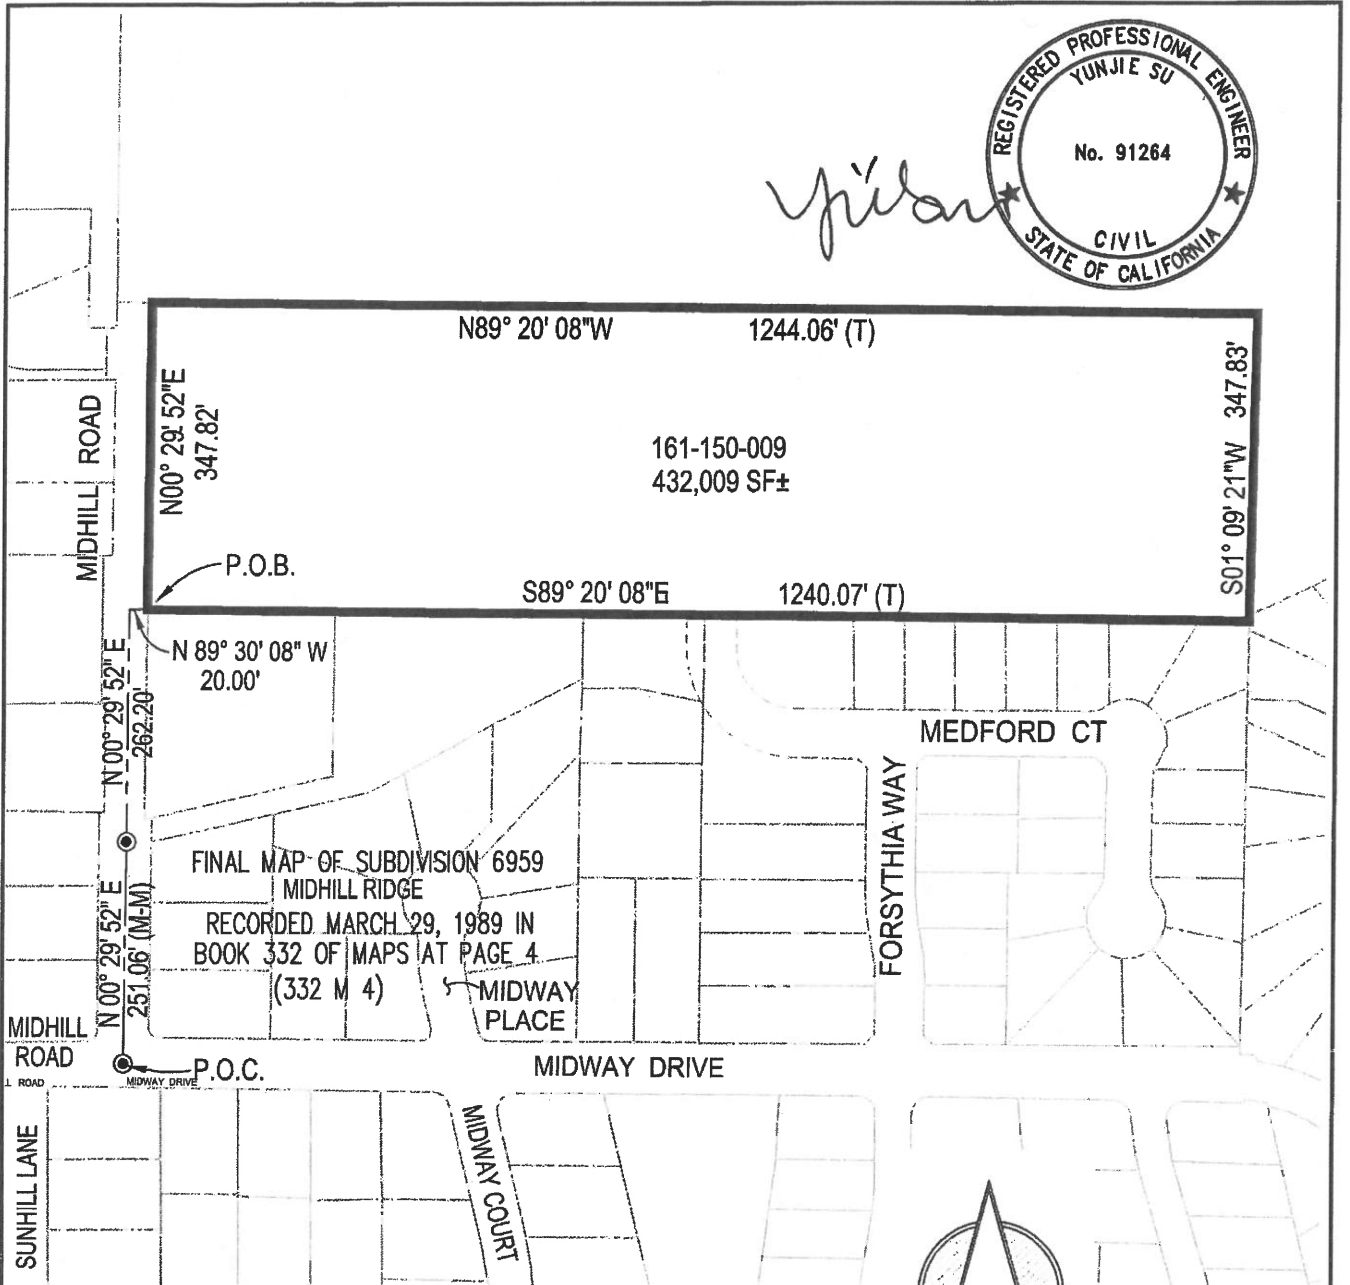 REGISTERED PROFESSIONAL ENGINEER
YUNJIE SU
No. 91264
CIVIL
STATE OF CALIFORNIA
N89° 20' 08"W 1244.06' (T)
N00° 29' 52"E
347.82'
S01° 09' 21"W 347.83'
161-150-009
432,009 SF±
MIDHILL ROAD
P.O.B.
S89° 20' 08"E 1240.07' (T)
N 89° 30' 08" W
20.00'
N 00° 29' 52" E
262.20'
MEDFORD CT
FORSYTHIA WAY
FINAL MAP OF SUBDIVISION 6959
MIDHILL RIDGE
RECORDED MARCH 29, 1989 IN
BOOK 332 OF MAPS AT PAGE 4
(332 M 4)
N 00° 29' 52" E
251.06' (M-M)
MIDWAY
PLACE
MIDHILL
ROAD
P.O.C.
MIDWAY DRIVE
ROAD
MIDWAY DRIVE
SUNHILL LANE
MIDWAY COURT